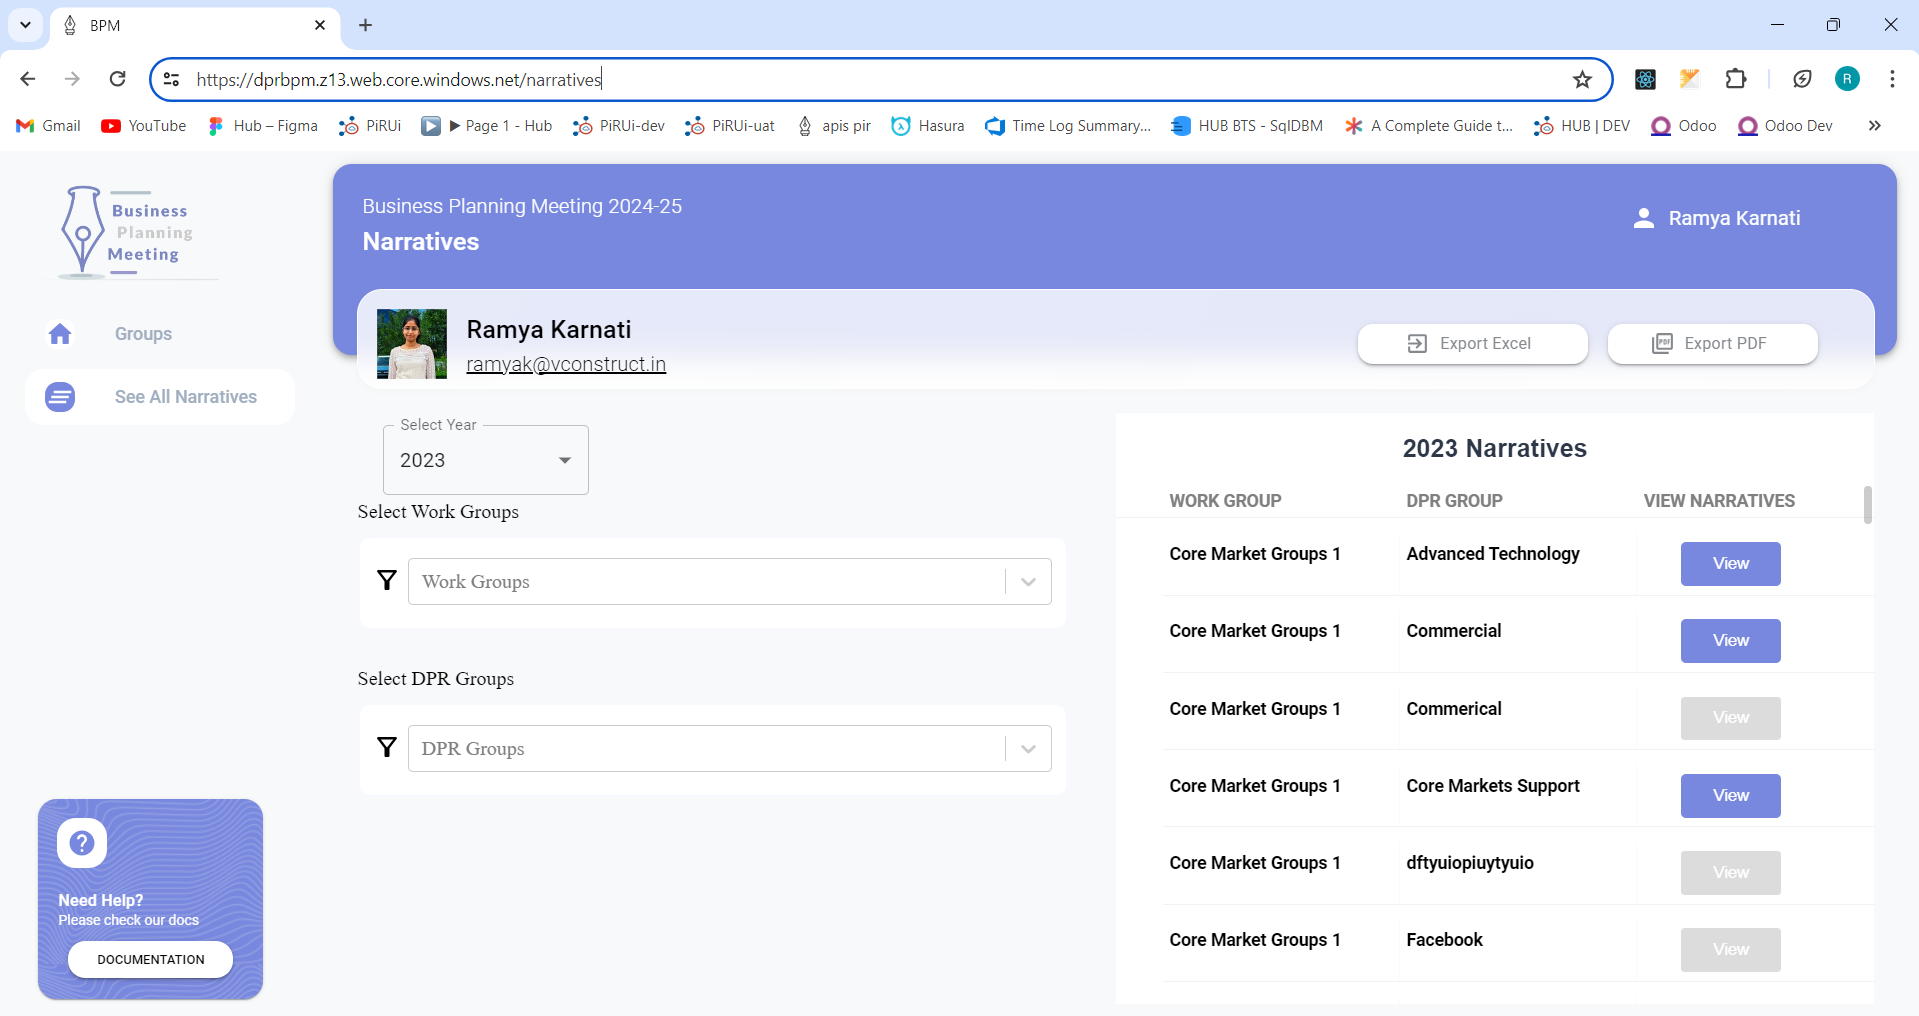 BPM
https://dprbpm.z13.web.core.windows.net/narratives
R
Gmail YouTube Hub – Figma PiRUi Page 1 - Hub PiRUi-dev PiRUi-uat apis pir Hasura Time Log Summary... HUB BTS - SqlDBM A Complete Guide t... HUB | DEV Odoo Odoo Dev
Business
Planning
Meeting
Business Planning Meeting 2024-25
Narratives
Ramya Karnati
Ramya Karnati
ramyak@vconstruct.in
Export Excel
PDF Export PDF
Groups
See All Narratives
Select Year
2023
Select Work Groups
Work Groups
Select DPR Groups
DPR Groups
2023 Narratives
WORK GROUP DPR GROUP VIEW NARRATIVES
Core Market Groups 1 Advanced Technology View
Core Market Groups 1 Commercial View
Core Market Groups 1 Commerical View
Core Market Groups 1 Core Markets Support View
Core Market Groups 1 dftyuiopiuytyuio View
Core Market Groups 1 Facebook View
?
Need Help?
Please check our docs
DOCUMENTATION